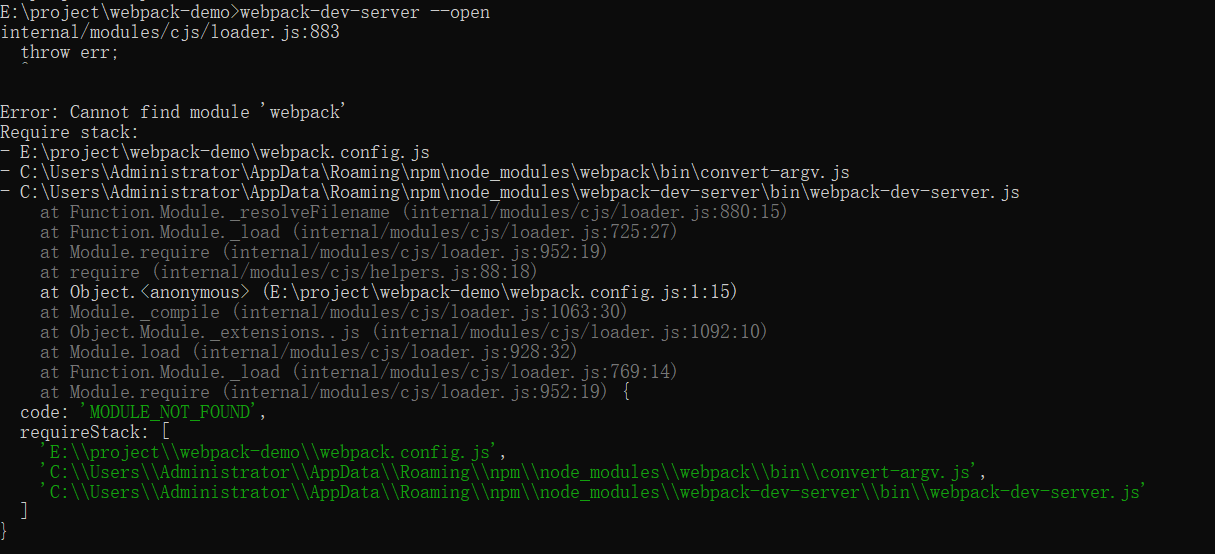 E:\project\webpack-demo>webpack-dev-server --open
internal/modules/cjs/loader.js:883
  throw err;
  ^

Error: Cannot find module 'webpack'
Require stack:
- E:\project\webpack-demo\webpack.config.js
- C:\Users\Administrator\AppData\Roaming\npm\node_modules\webpack\bin\convert-argv.js
- C:\Users\Administrator\AppData\Roaming\npm\node_modules\webpack-dev-server\bin\webpack-dev-server.js
    at Function.Module._resolveFilename (internal/modules/cjs/loader.js:880:15)
    at Function.Module._load (internal/modules/cjs/loader.js:725:27)
    at Module.require (internal/modules/cjs/loader.js:952:19)
    at require (internal/modules/cjs/helpers.js:88:18)
    at Object.<anonymous> (E:\project\webpack-demo\webpack.config.js:1:15)
    at Module._compile (internal/modules/cjs/loader.js:1063:30)
    at Object.Module._extensions..js (internal/modules/cjs/loader.js:1092:10)
    at Module.load (internal/modules/cjs/loader.js:928:32)
    at Function.Module._load (internal/modules/cjs/loader.js:769:14)
    at Module.require (internal/modules/cjs/loader.js:952:19) {
  code: 'MODULE_NOT_FOUND',
  requireStack: [
    'E:\\project\\webpack-demo\\webpack.config.js',
    'C:\\Users\\Administrator\\AppData\\Roaming\\npm\\node_modules\\webpack\\bin\\convert-argv.js',
    'C:\\Users\\Administrator\\AppData\\Roaming\\npm\\node_modules\\webpack-dev-server\\bin\\webpack-dev-server.js'
  ]
}